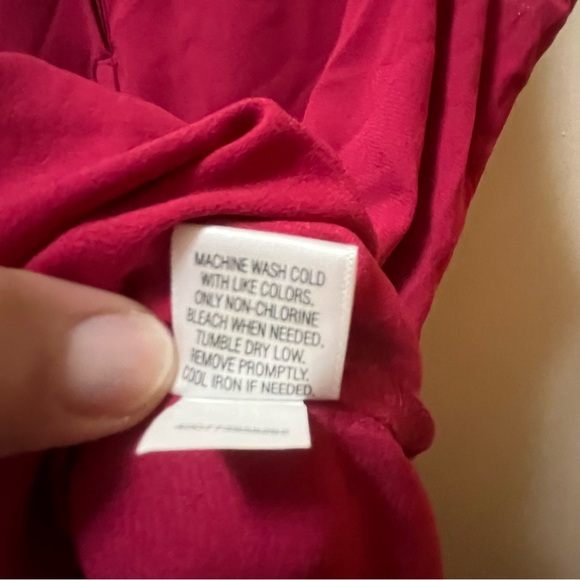 MACHINE WASH COLD
WITH LIKE COLORS.
ONLY NON-CHLORINE
BLEACH WHEN NEEDED.
TUMBLE DRY LOW.
REMOVE PROMPTLY.
COOL IRON IF NEEDED.